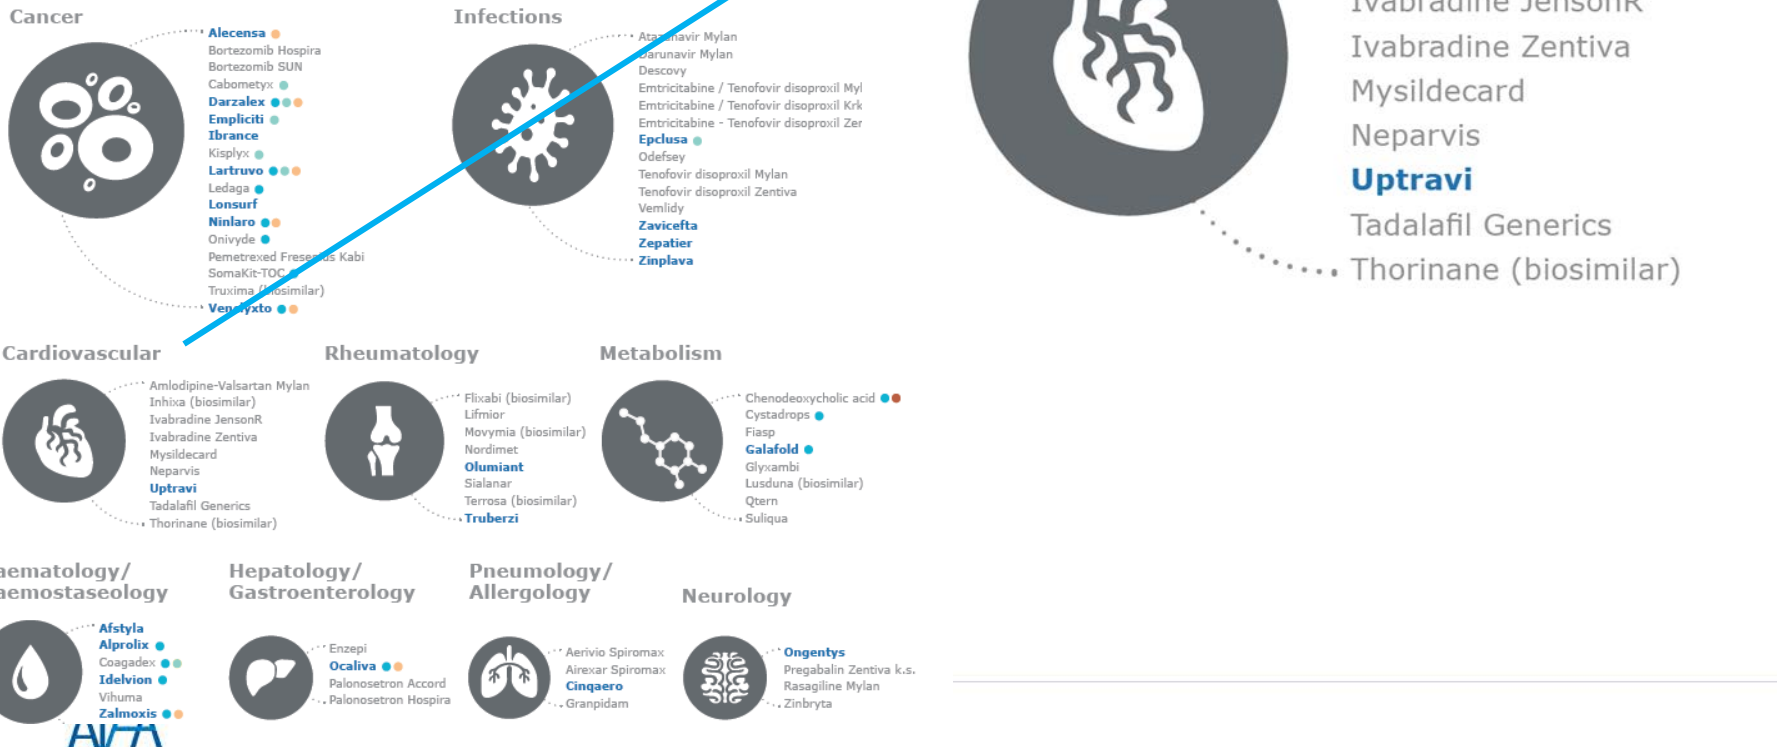 Cancer
Alecensa
Bortezomib Hospira
Bortezomib SUN
Cabometyx
Darzalex
Empliciti
Ibrance
Kisplyx
Lartruvo
Ledaga
Lonsurf
Ninlaro
Onivyde
Pemetrexed Fresenius Kabi
SomaKit-TOC
Truxima (biosimilar)
Venclyxto
Infections
Atazanavir Mylan
Darunavir Mylan
Descovy
Emtricitabine / Tenofovir disoproxil Myl
Emtricitabine / Tenofovir disoproxil Krk
Emtricitabine - Tenofovir disoproxil Zer
Epclusa
Odefsey
Tenofovir disoproxil Mylan
Tenofovir disoproxil Zentiva
Vemlidy
Zavicefta
Zepatier
Zinplava
Ivabradine JensonR
Ivabradine Zentiva
Mysildecard
Neparvis
Uptravi
Tadalafil Generics
Thorinane (biosimilar)
Cardiovascular
Amlodipine-Valsartan Mylan
Inhixa (biosimilar)
Ivabradine JensonR
Ivabradine Zentiva
Mysildecard
Neparvis
Uptravi
Tadalafil Generics
Thorinane (biosimilar)
Rheumatology
Flixabi (biosimilar)
Lifmior
Movymia (biosimilar)
Nordimet
Olumiant
Sialanar
Terrosa (biosimilar)
Truberzi
Metabolism
Chenodeoxycholic acid
Cystadrops
Fiasp
Galafold
Glyxambi
Lusduna (biosimilar)
Qtern
Suliqua
aematology/
aemostaseology
Afstyla
Alprolix
Coagadex
Idelvion
Vihuma
Zalmoxis
Hepatology/
Gastroenterology
Enzepi
Ocaliva
Palonosetron Accord
Palonosetron Hospira
Pneumology/
Allergology
Aerivio Spiromax
Airexar Spiromax
Cinqaero
Granpidam
Neurology
Ongentys
Pregabalin Zentiva k.s.
Rasagiline Mylan
Zinbryta